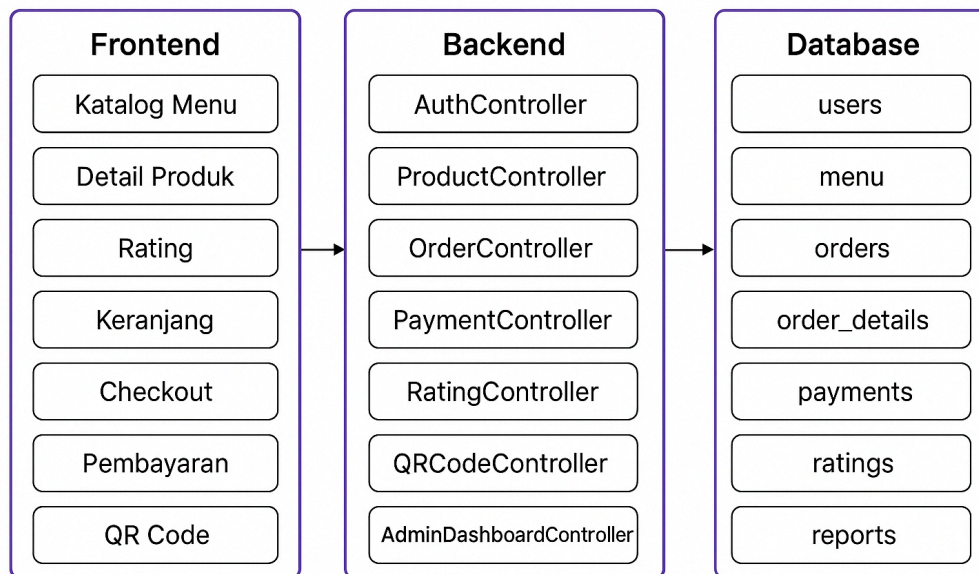 Frontend
Katalog Menu
Detail Produk
Rating
Keranjang
Checkout
Pembayaran
QR Code
Backend
AuthController
ProductController
OrderController
PaymentController
RatingController
QRCodeController
AdminDashboardController
Database
users
menu
orders
order_details
payments
ratings
reports